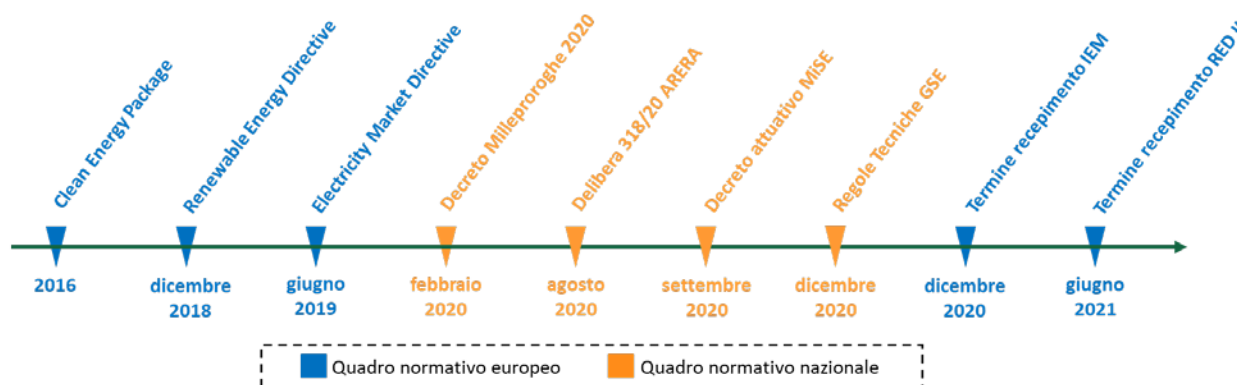 Clean Energy Package
Renewable Energy Directive
Electricity Market Directive
Decreto Milleproroghe 2020
Delibera 318/20 ARERA
Decreto attuativo MiSE
Regole Tecniche GSE
Termine recepimento IEM
Termine recepimento RED II
2016
dicembre
2018
giugno
2019
febbraio
2020
agosto
2020
settembre
2020
dicembre
2020
dicembre
2020
giugno
2021
Quadro normativo europeo
Quadro normativo nazionale